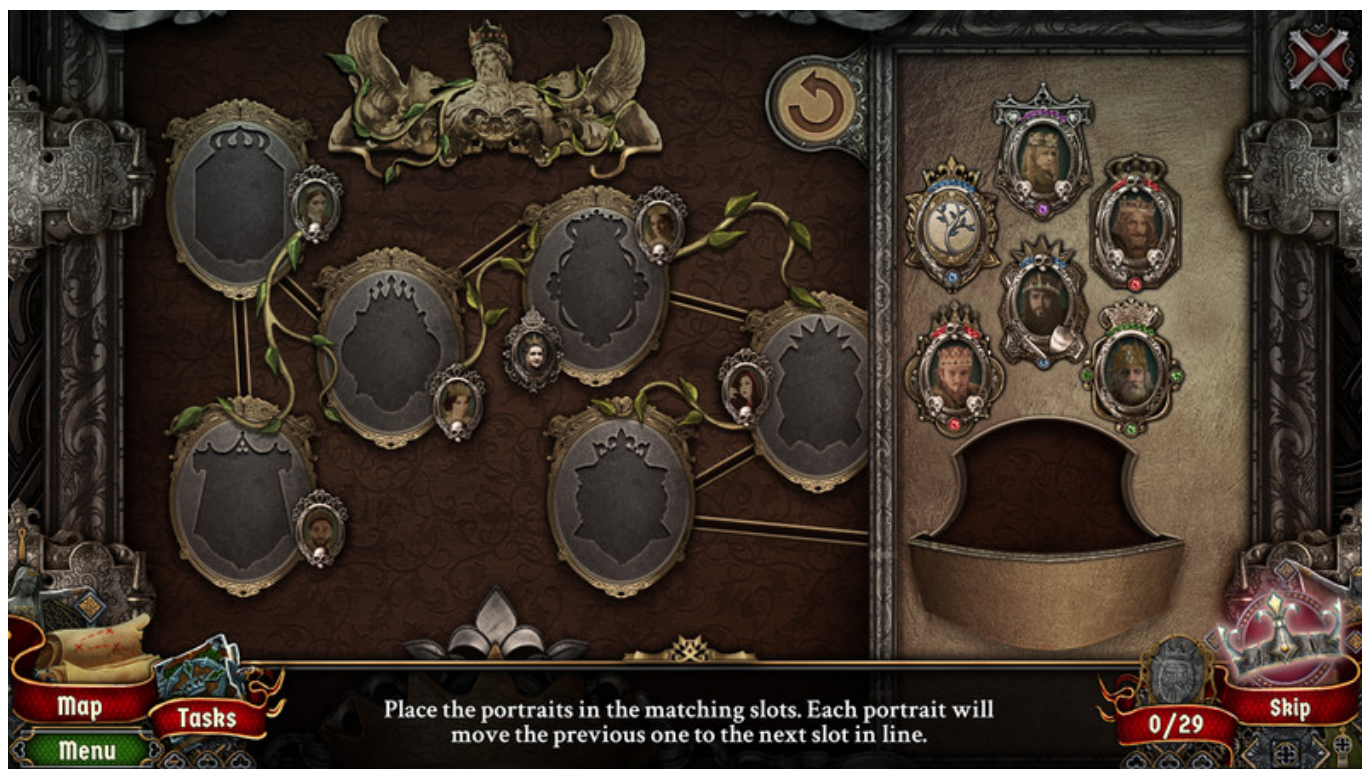 Map
Tasks
Menu
Place the portraits in the matching slots. Each portrait will
move the previous one to the next slot in line.
0/29
Skip